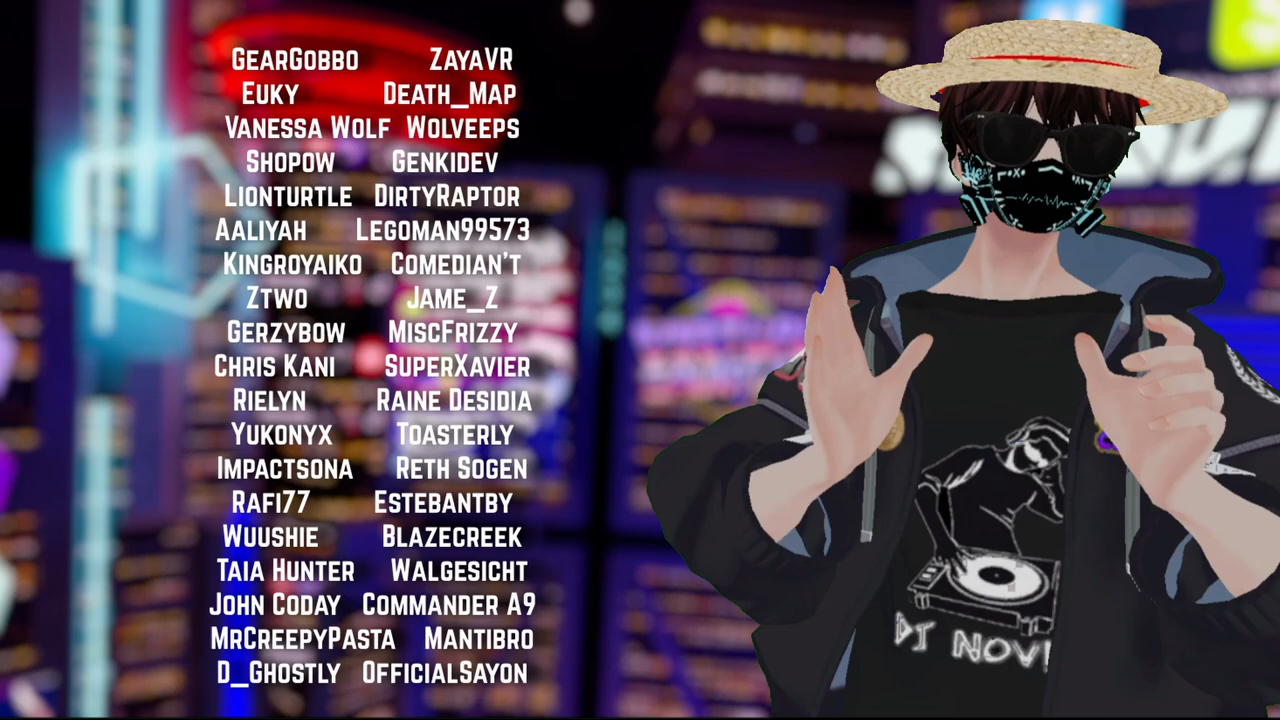 GearGobbo ZayaVR
Euky Death_Map
Vanessa Wolf Wolveeps
Shopow Genkidev
Lionturtle DirtyRaptor
Aaliyah Legoman99573
Kingroyaiko Comedian't
Ztwo Jame_Z
Gerzybow MiscFrizzy
Chris Kani SuperXavier
Rielyn Raine Desidia
Yukonyx Toasterly
Impactsona Reth Sogen
Rafi77 Estebantby
Wuushie Blazecreek
Taia Hunter Walgesicht
John Coday Commander A9
MrCreepyPasta Mantibro
D_Ghostly OfficialSayon
DJ NOV